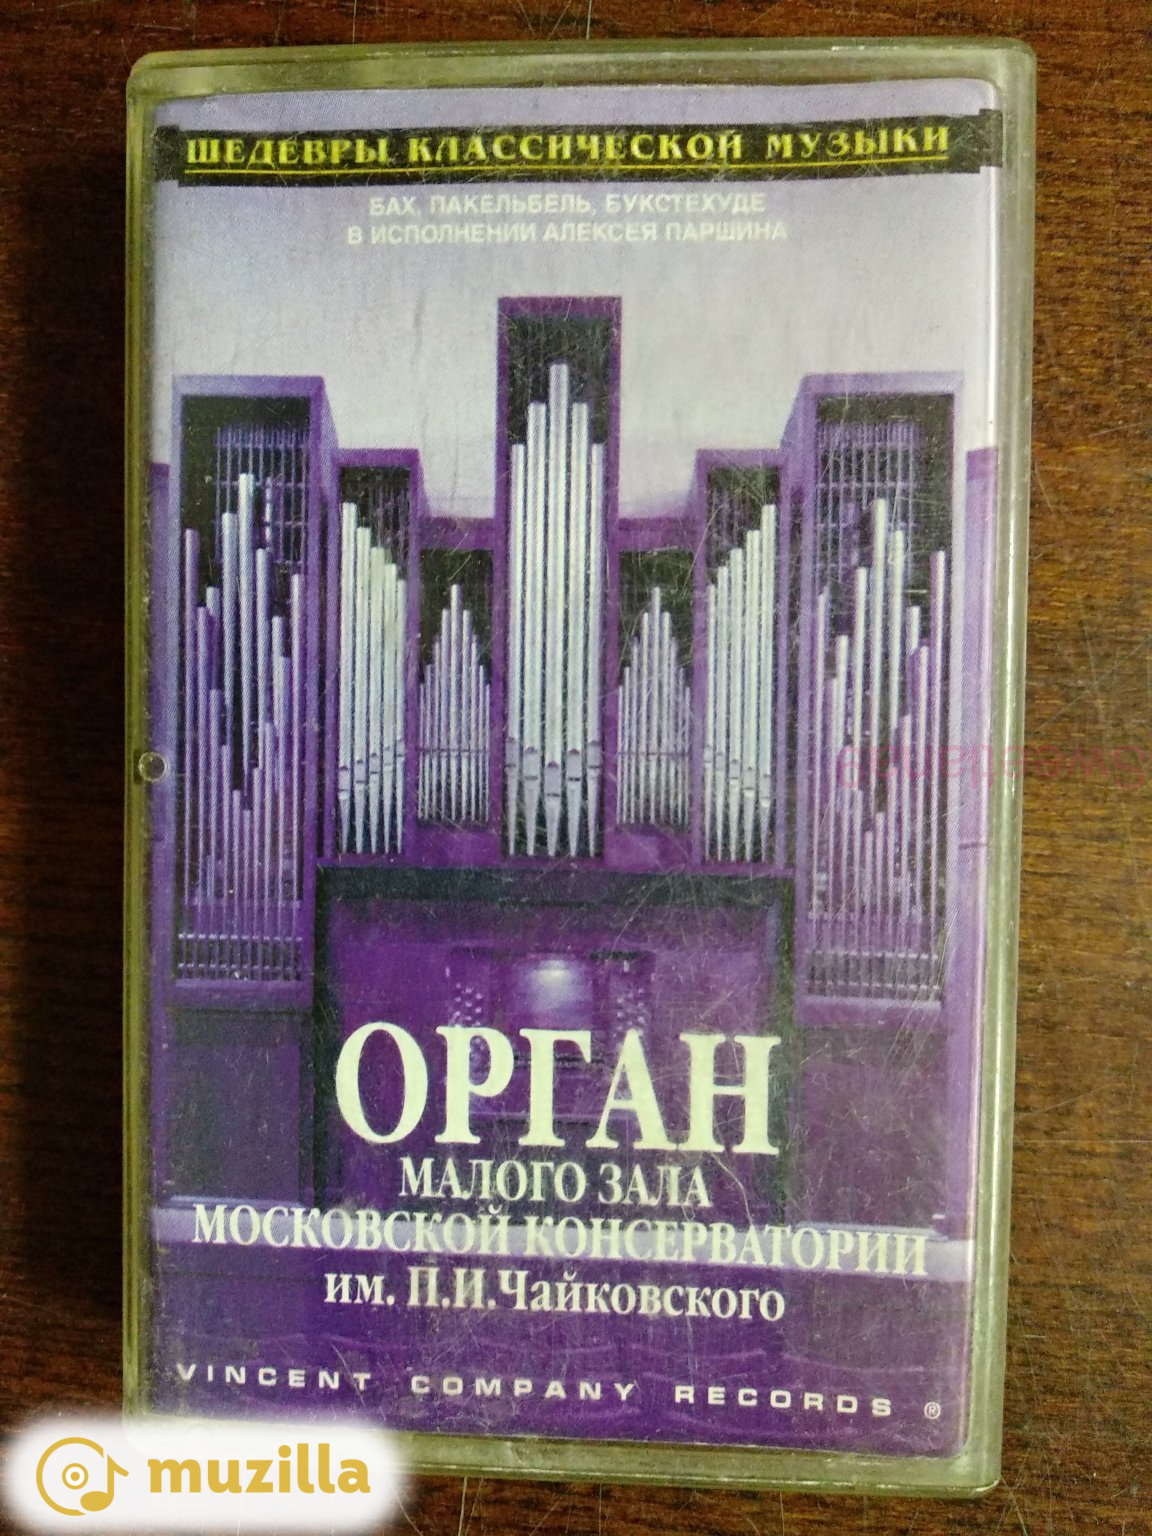 ШЕДЕВРЫ КЛАССИЧЕСКОЙ МУЗЫКИ
БАХ, ПАКЕЛЬБЕЛЬ, БУКСТЕХУДЕ
В ИСПОЛНЕНИИ АЛЕКСЕЯ ПАРШИНА
ОРГАН
МАЛОГО ЗАЛА
МОСКОВСКОЙ КОНСЕРВАТОРИИ
им. П.И.Чайковского
VINCENT COMPANY RECORDS ®
muzilla